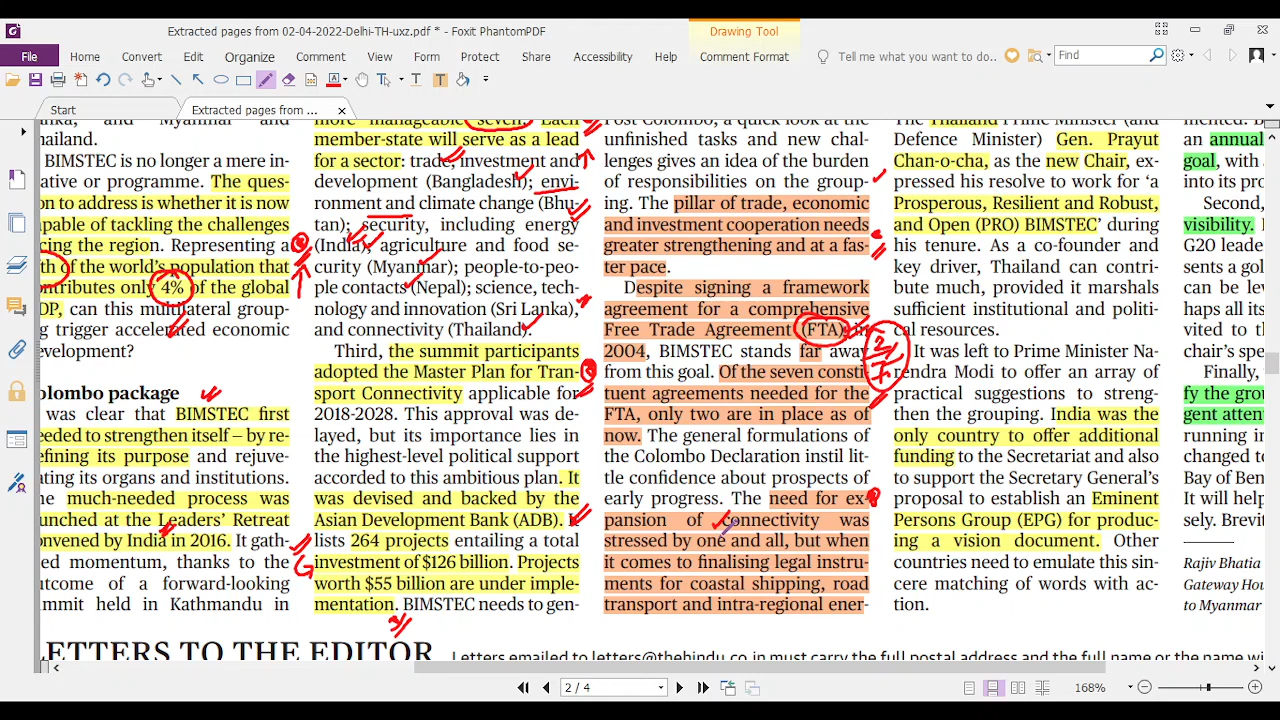 Extracted pages from 02-04-2022-Delhi-TH-uxz.pdf * - Foxit PhantomPDF
Drawing Tool
File
Home
Convert
Edit
Organize
Comment
View
Form
Protect
Share
Accessibility
Help
Comment Format
Tell me what you want to do...
Find
Start
Extracted pages from ...
and Myanmar and
hailand.
BIMSTEC is no longer a mere in-
ative or programme. The ques-
on to address is whether it is now
apable of tackling the challenges
cing the region. Representing a
th of the world's population that
ntributes only 4% of the global
DP, can this multilateral group-
g trigger accelerated economic
evelopment?
olombo package
was clear that BIMSTEC first
eeded to strengthen itself – by re-
efining its purpose and rejuve-
ating its organs and institutions.
he much-needed process was
unched at the Leaders' Retreat
onvened by India in 2016. It gath-
ed momentum, thanks to the
utcome of a forward-looking
mmit held in Kathmandu in
more manageable seven. Each
member-state will serve as a lead
for a sector: trade, investment and
development (Bangladesh); envi-
ronment and climate change (Bhu-
tan); security, including energy
(India); agriculture and food se-
curity (Myanmar); people-to-peo-
ple contacts (Nepal); science, tech-
nology and innovation (Sri Lanka),
and connectivity (Thailand).
Third, the summit participants
adopted the Master Plan for Tran-
sport Connectivity applicable for
2018-2028. This approval was de-
layed, but its importance lies in
the highest-level political support
accorded to this ambitious plan. It
was devised and backed by the
Asian Development Bank (ADB). It
lists 264 projects entailing a total
investment of $126 billion. Projects
worth $55 billion are under imple-
mentation. BIMSTEC needs to gen-
Post Colombo, a quick look at the
unfinished tasks and new chal-
lenges gives an idea of the burden
of responsibilities on the group-
ing. The pillar of trade, economic
and investment cooperation needs
greater strengthening and at a fas-
ter pace.
Despite signing a framework
agreement for a comprehensive
Free Trade Agreement (FTA) in
2004, BIMSTEC stands far away
from this goal. Of the seven consti-
tuent agreements needed for the
FTA, only two are in place as of
now. The general formulations of
the Colombo Declaration instil lit-
tle confidence about prospects of
early progress. The need for ex-
pansion of connectivity was
stressed by one and all, but when
it comes to finalising legal instru-
ments for coastal shipping, road
transport and intra-regional ener-
2/7
The Thailand Prime Minister (and
Defence Minister) Gen. Prayut
Chan-o-cha, as the new Chair, ex-
pressed his resolve to work for 'a
Prosperous, Resilient and Robust,
and Open (PRO) BIMSTEC' during
his tenure. As a co-founder and
key driver, Thailand can contri-
bute much, provided it marshals
sufficient institutional and politi-
cal resources.
It was left to Prime Minister Na-
rendra Modi to offer an array of
practical suggestions to streng-
then the grouping. India was the
only country to offer additional
funding to the Secretariat and also
to support the Secretary General's
proposal to establish an Eminent
Persons Group (EPG) for produc-
ing a vision document. Other
countries need to emulate this sin-
cere matching of words with ac-
tion.
an annual
goal, with
into its pro
Second,
visibility.
G20 leade
sents a gol
can be le
haps all its
vited to th
chair's spe
Finally,
fy the grou
gent atten
running in
changed to
Bay of Ben
It will help
sely. Brevit
Rajiv Bhatia
Gateway Hou
to Myanmar
LETTERS TO THE EDITOR
Letters emailed to letters@thehindu.co.in must carry the full postal address and the full name or the name wi
2 / 4
168%